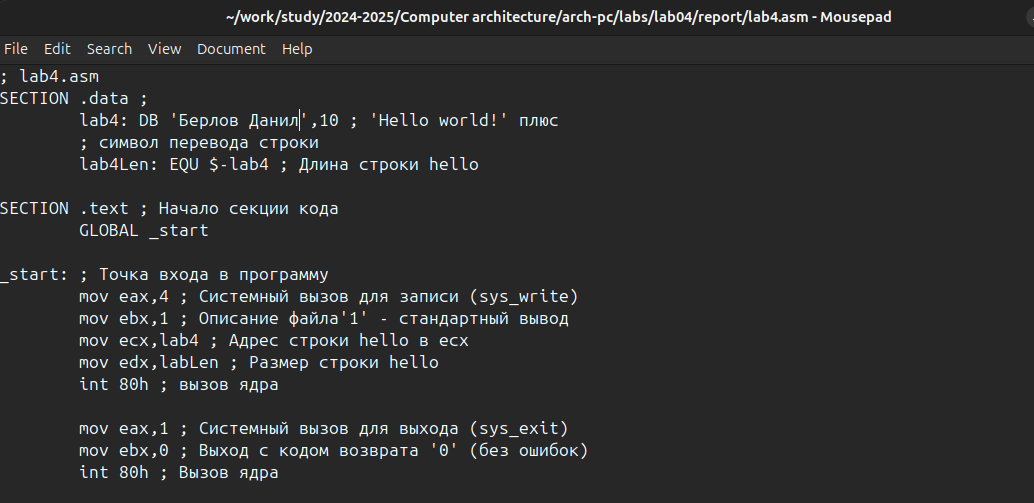 ~/work/study/2024-2025/Computer architecture/arch-pc/labs/lab04/report/lab4.asm - Mousepad
File Edit Search View Document Help
; lab4.asm
SECTION .data ;
lab4: DB 'Берлов Данил',10 ; 'Hello world!' плюс
; символ перевода строки
lab4Len: EQU $-lab4 ; Длина строки hello
SECTION .text ; Начало секции кода
GLOBAL _start
_start: ; Точка входа в программу
mov eax,4 ; Системный вызов для записи (sys_write)
mov ebx,1 ; Описание файла'1' - стандартный вывод
mov ecx,lab4 ; Адрес строки hello в ecx
mov edx,labLen ; Размер строки hello
int 80h ; вызов ядра
mov eax,1 ; Системный вызов для выхода (sys_exit)
mov ebx,0 ; Выход с кодом возврата '0' (без ошибок)
int 80h ; Вызов ядра